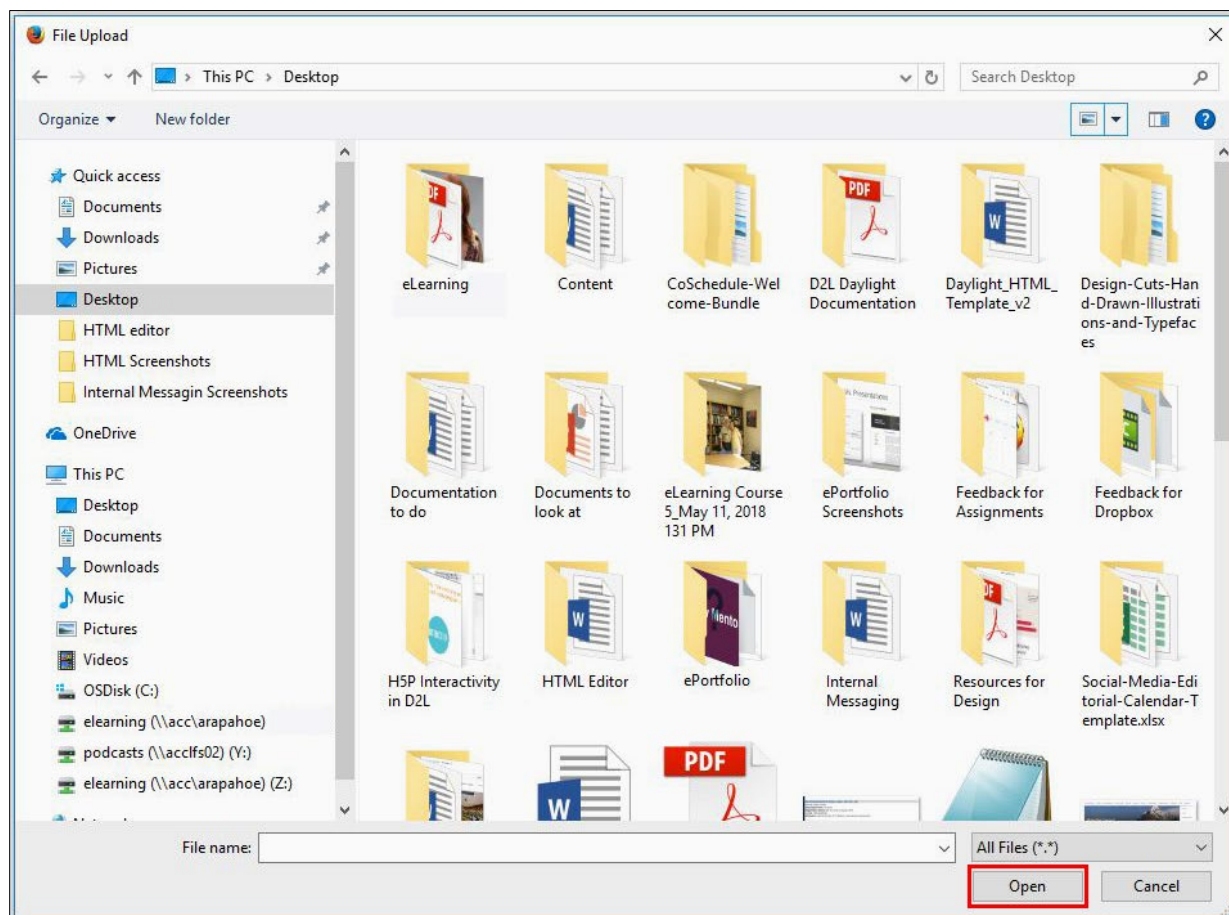 File Upload
This PC > Desktop
Search Desktop
Organize
New folder
Quick access
Documents
Downloads
Pictures
Desktop
HTML editor
HTML Screenshots
Internal Messagin Screenshots
OneDrive
This PC
Desktop
Documents
Downloads
Music
Pictures
Videos
OSDisk (C:)
elearning (\\acc\arapahoe)
podcasts (\\acclfs02) (Y:)
elearning (\\acc\arapahoe) (Z:)
eLearning
Content
CoSchedule-Wel
come-Bundle
D2L Daylight
Documentation
Daylight_HTML_
Template_v2
Design-Cuts-Han
d-Drawn-Illustrati
ons-and-Typefac
es
Documentation
to do
Documents to
look at
eLearning Course
5_May 11, 2018
131 PM
ePortfolio
Screenshots
Feedback for
Assignments
Feedback for
Dropbox
H5P Interactivity
in D2L
HTML Editor
ePortfolio
Internal
Messaging
Resources for
Design
Social-Media-Edi
torial-Calendar-T
emplate.xlsx
PDF
W
File name:
All Files (*.*)
Open
Cancel